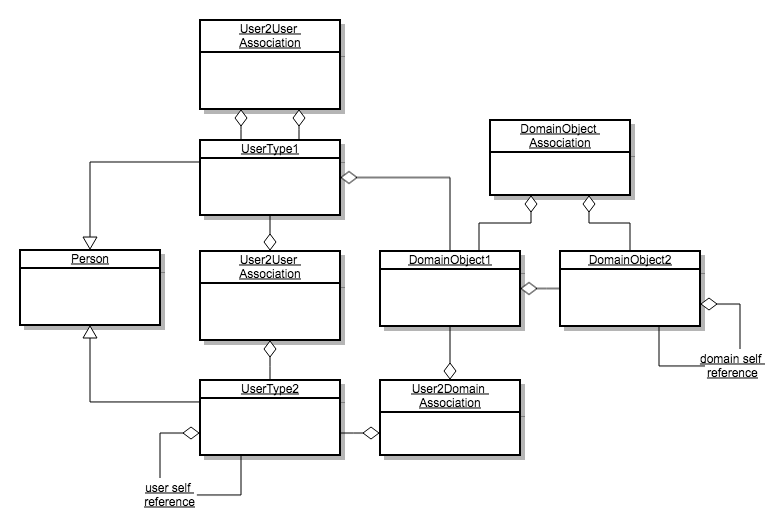 User2User
Association
DomainObject
Association
UserType1
Person
User2User
Association
DomainObject1
DomainObject2
domain self
reference
UserType2
User2Domain
Association
user self
reference